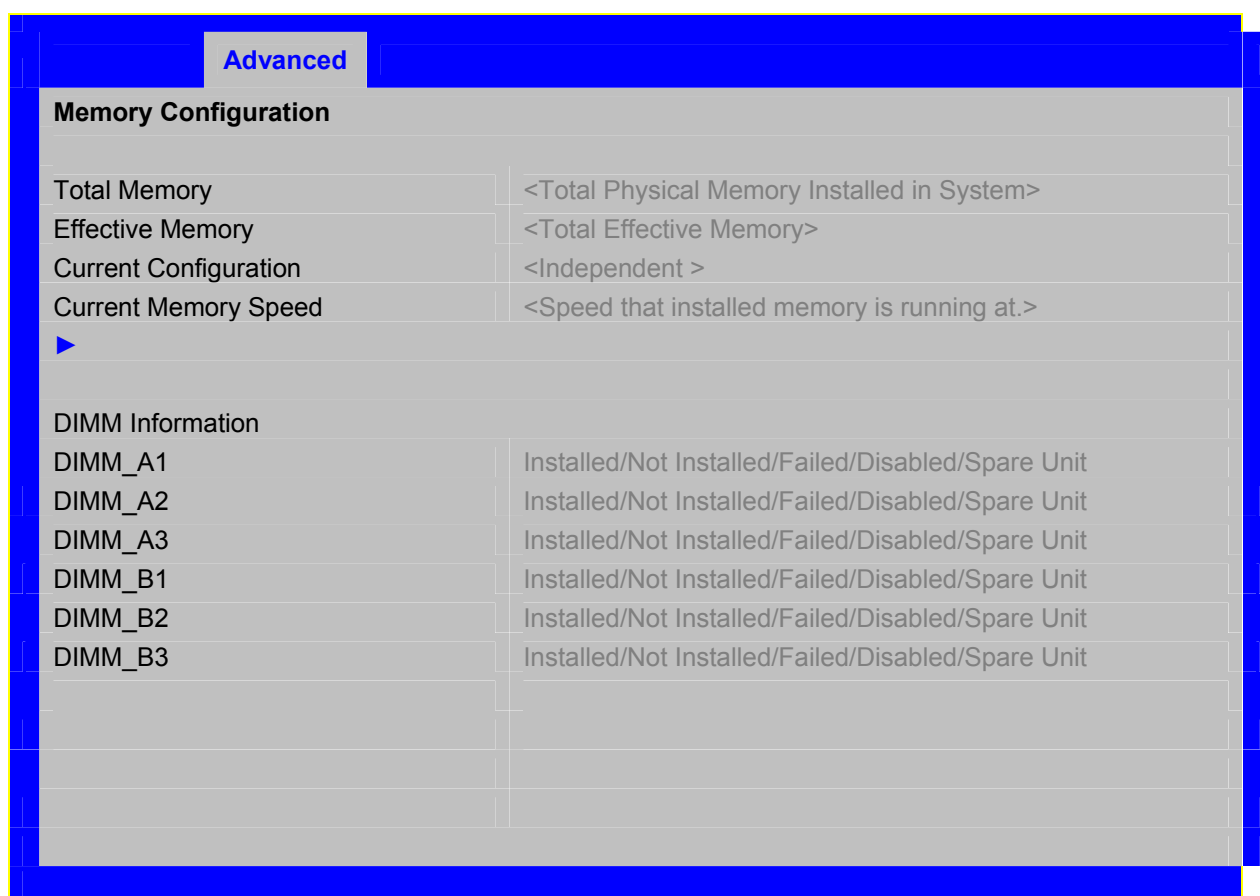 Advanced
Memory Configuration
Total Memory <Total Physical Memory Installed in System>
Effective Memory <Total Effective Memory>
Current Configuration <Independent >
Current Memory Speed <Speed that installed memory is running at.>
►
DIMM Information
DIMM_A1 Installed/Not Installed/Failed/Disabled/Spare Unit
DIMM_A2 Installed/Not Installed/Failed/Disabled/Spare Unit
DIMM_A3 Installed/Not Installed/Failed/Disabled/Spare Unit
DIMM_B1 Installed/Not Installed/Failed/Disabled/Spare Unit
DIMM_B2 Installed/Not Installed/Failed/Disabled/Spare Unit
DIMM_B3 Installed/Not Installed/Failed/Disabled/Spare Unit